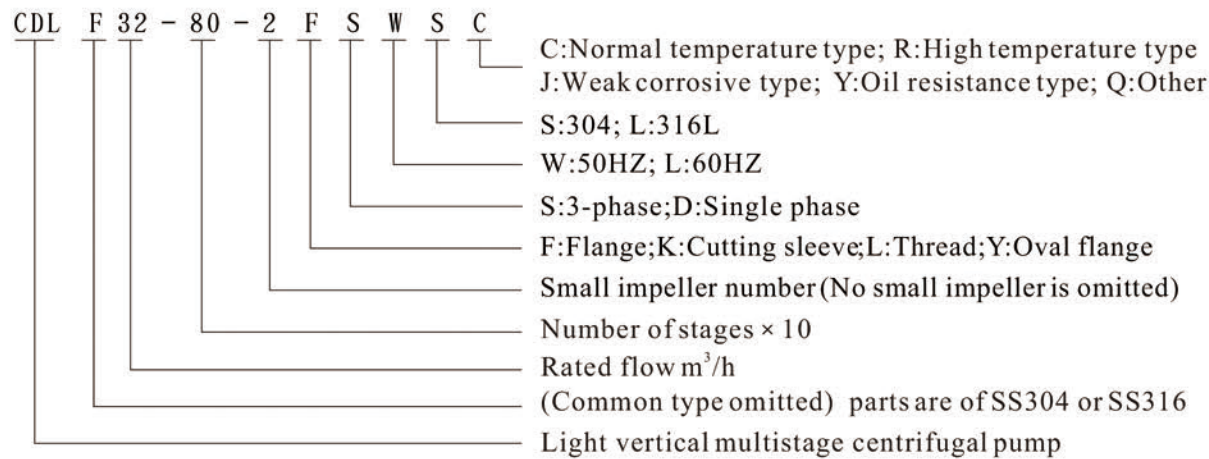 CDL F 32 - 80 - 2 F S W S C
C:Normal temperature type; R:High temperature type
J:Weak corrosive type; Y:Oil resistance type; Q:Other
S:304; L:316L
W:50HZ; L:60HZ
S:3-phase;D:Single phase
F:Flange;K:Cutting sleeve;L:Thread;Y:Oval flange
Small impeller number(No small impeller is omitted)
Number of stages × 10
Rated flow m³/h
(Common type omitted) parts are of SS304 or SS316
Light vertical multistage centrifugal pump